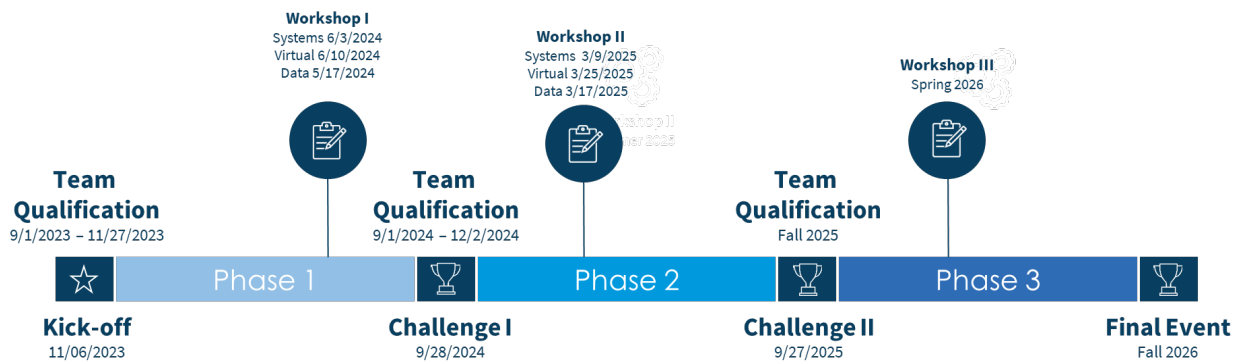 Workshop I
Systems 6/3/2024
Virtual 6/10/2024
Data 5/17/2024
Workshop II
Systems 3/9/2025
Virtual 3/25/2025
Data 3/17/2025
Workshop III
Spring 2026
Team
Qualification
9/1/2023 – 11/27/2023
Team
Qualification
9/1/2024 – 12/2/2024
Team
Qualification
Fall 2025
Phase 1
Phase 2
Phase 3
Kick-off
11/06/2023
Challenge I
9/28/2024
Challenge II
9/27/2025
Final Event
Fall 2026